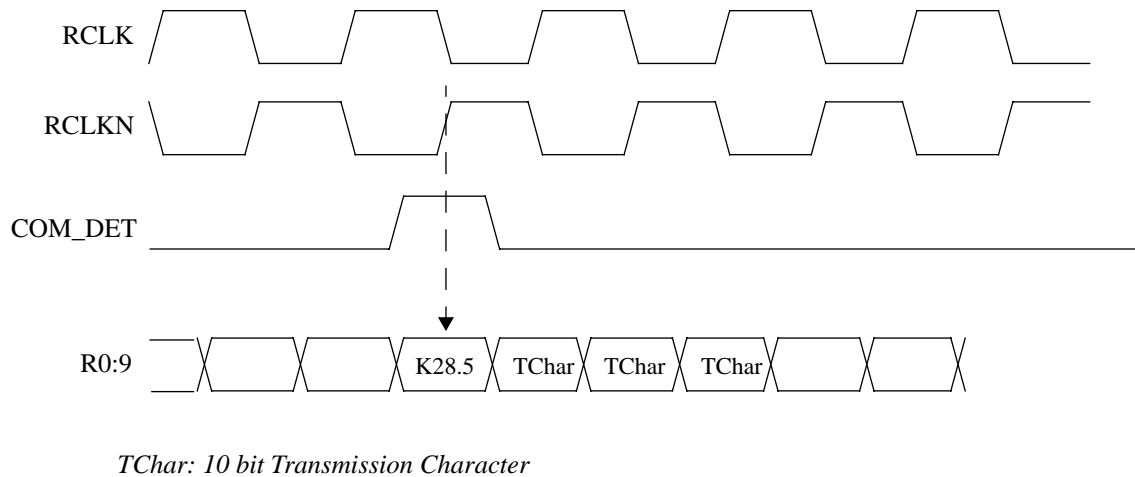 RCLK
RCLKN
COM_DET
R0:9
K28.5 TChar TChar TChar
TChar: 10 bit Transmission Character